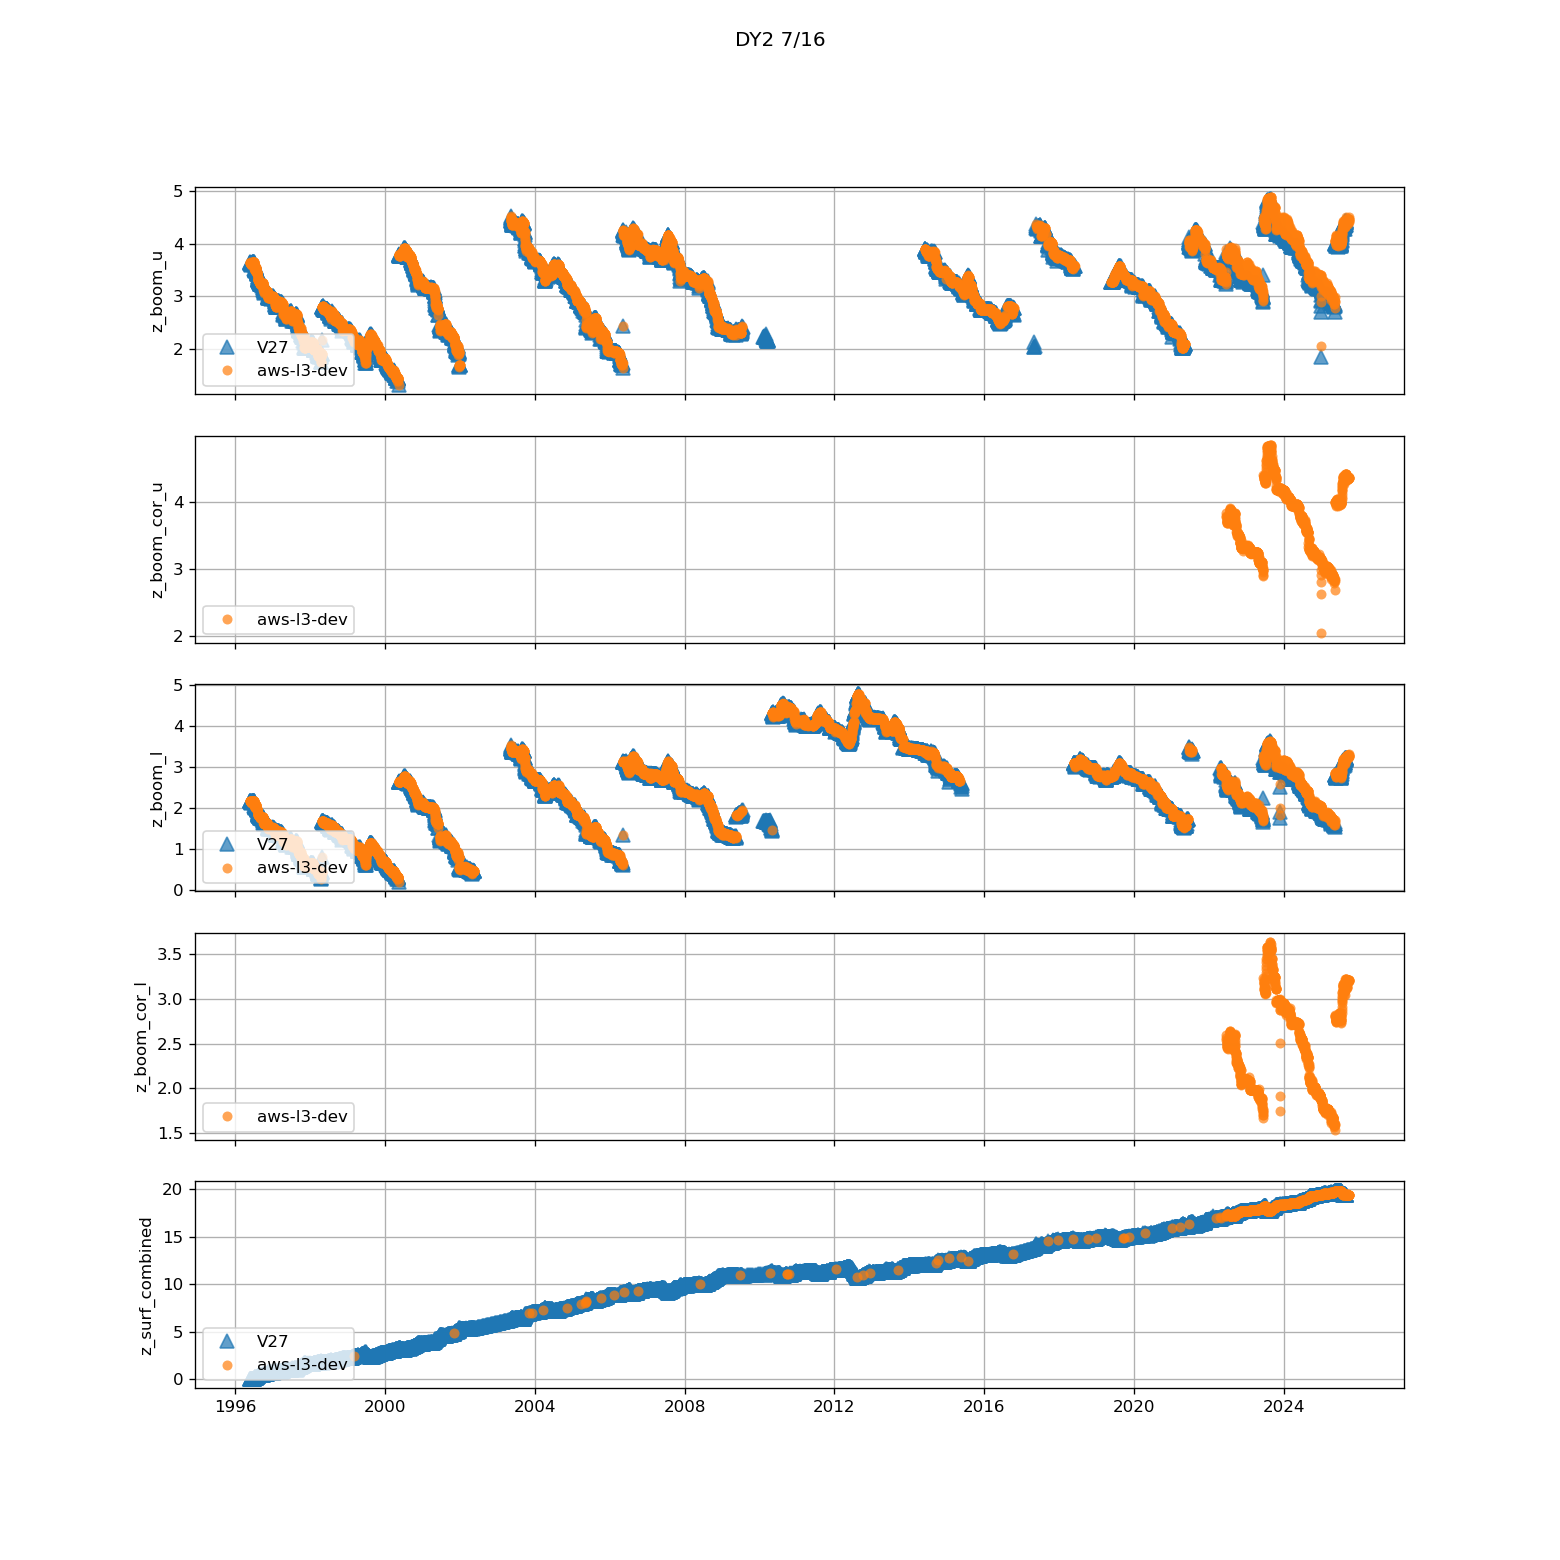 DY2 7/16
5
4
3
2
z_boom_u
V27
aws-l3-dev
4
3
2
z_boom_cor_u
aws-l3-dev
5
4
3
2
1
0
z_boom_l
V27
aws-l3-dev
3.5
3.0
2.5
2.0
1.5
z_boom_cor_l
aws-l3-dev
20
15
10
5
0
z_surf_combined
V27
aws-l3-dev
1996 2000 2004 2008 2012 2016 2020 2024